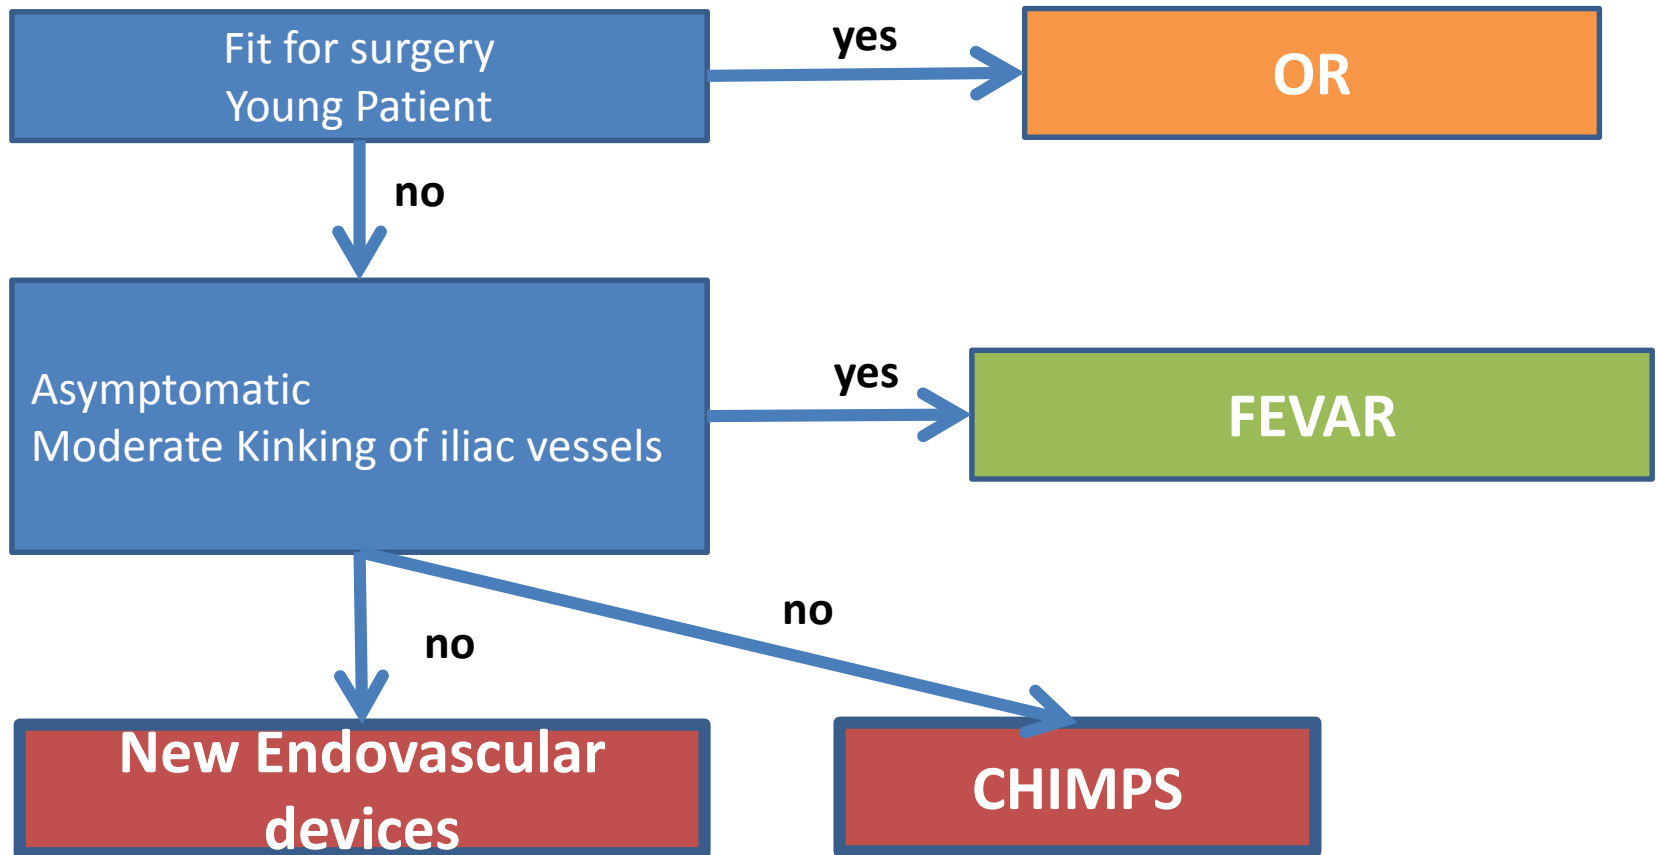 Fit for surgery
Young Patient
yes
OR
no
Asymptomatic
Moderate Kinking of iliac vessels
yes
FEVAR
no
no
New Endovascular
devices
CHIMPS